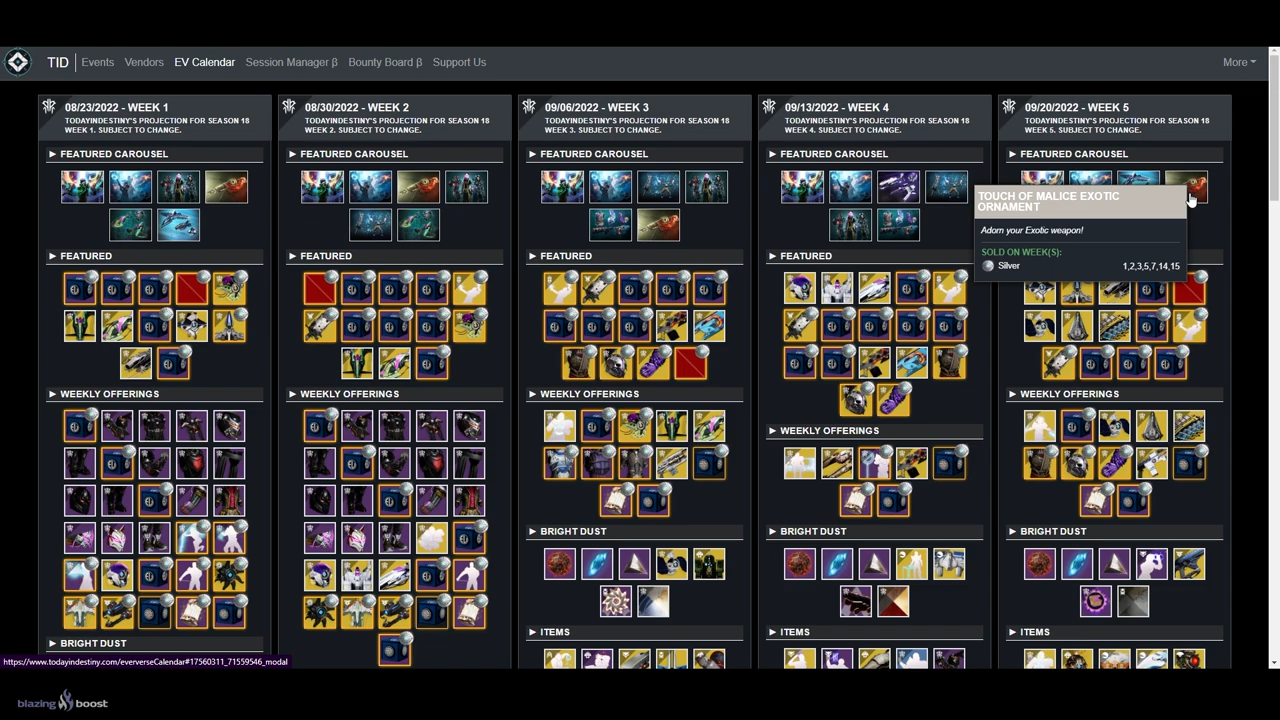 TID
Events
Vendors
EV Calendar
Session Manager β
Bounty Board β
Support Us
More
08/23/2022 - WEEK 1
TODAYINDESTINY'S PROJECTION FOR SEASON 18
WEEK 1. SUBJECT TO CHANGE.
FEATURED CAROUSEL
FEATURED
WEEKLY OFFERINGS
BRIGHT DUST
08/30/2022 - WEEK 2
TODAYINDESTINY'S PROJECTION FOR SEASON 18
WEEK 2. SUBJECT TO CHANGE.
FEATURED CAROUSEL
FEATURED
WEEKLY OFFERINGS
09/06/2022 - WEEK 3
TODAYINDESTINY'S PROJECTION FOR SEASON 18
WEEK 3. SUBJECT TO CHANGE.
FEATURED CAROUSEL
FEATURED
WEEKLY OFFERINGS
BRIGHT DUST
ITEMS
09/13/2022 - WEEK 4
TODAYINDESTINY'S PROJECTION FOR SEASON 18
WEEK 4. SUBJECT TO CHANGE.
FEATURED CAROUSEL
FEATURED
WEEKLY OFFERINGS
BRIGHT DUST
ITEMS
09/20/2022 - WEEK 5
TODAYINDESTINY'S PROJECTION FOR SEASON 18
WEEK 5. SUBJECT TO CHANGE.
FEATURED CAROUSEL
TOUCH OF MALICE EXOTIC
ORNAMENT
Adorn your Exotic weapon!
SOLD ON WEEK(S):
Silver 1,2,3,5,7,14,15
WEEKLY OFFERINGS
BRIGHT DUST
ITEMS
https://www.todayindestiny.com/eververseCalendar#17560311_71559546_modal
blazing boost